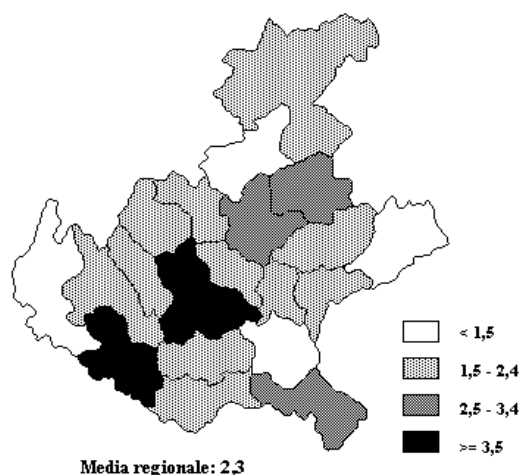 < 1,5
1,5 - 2,4
2,5 - 3,4
>= 3,5
Media regionale: 2,3